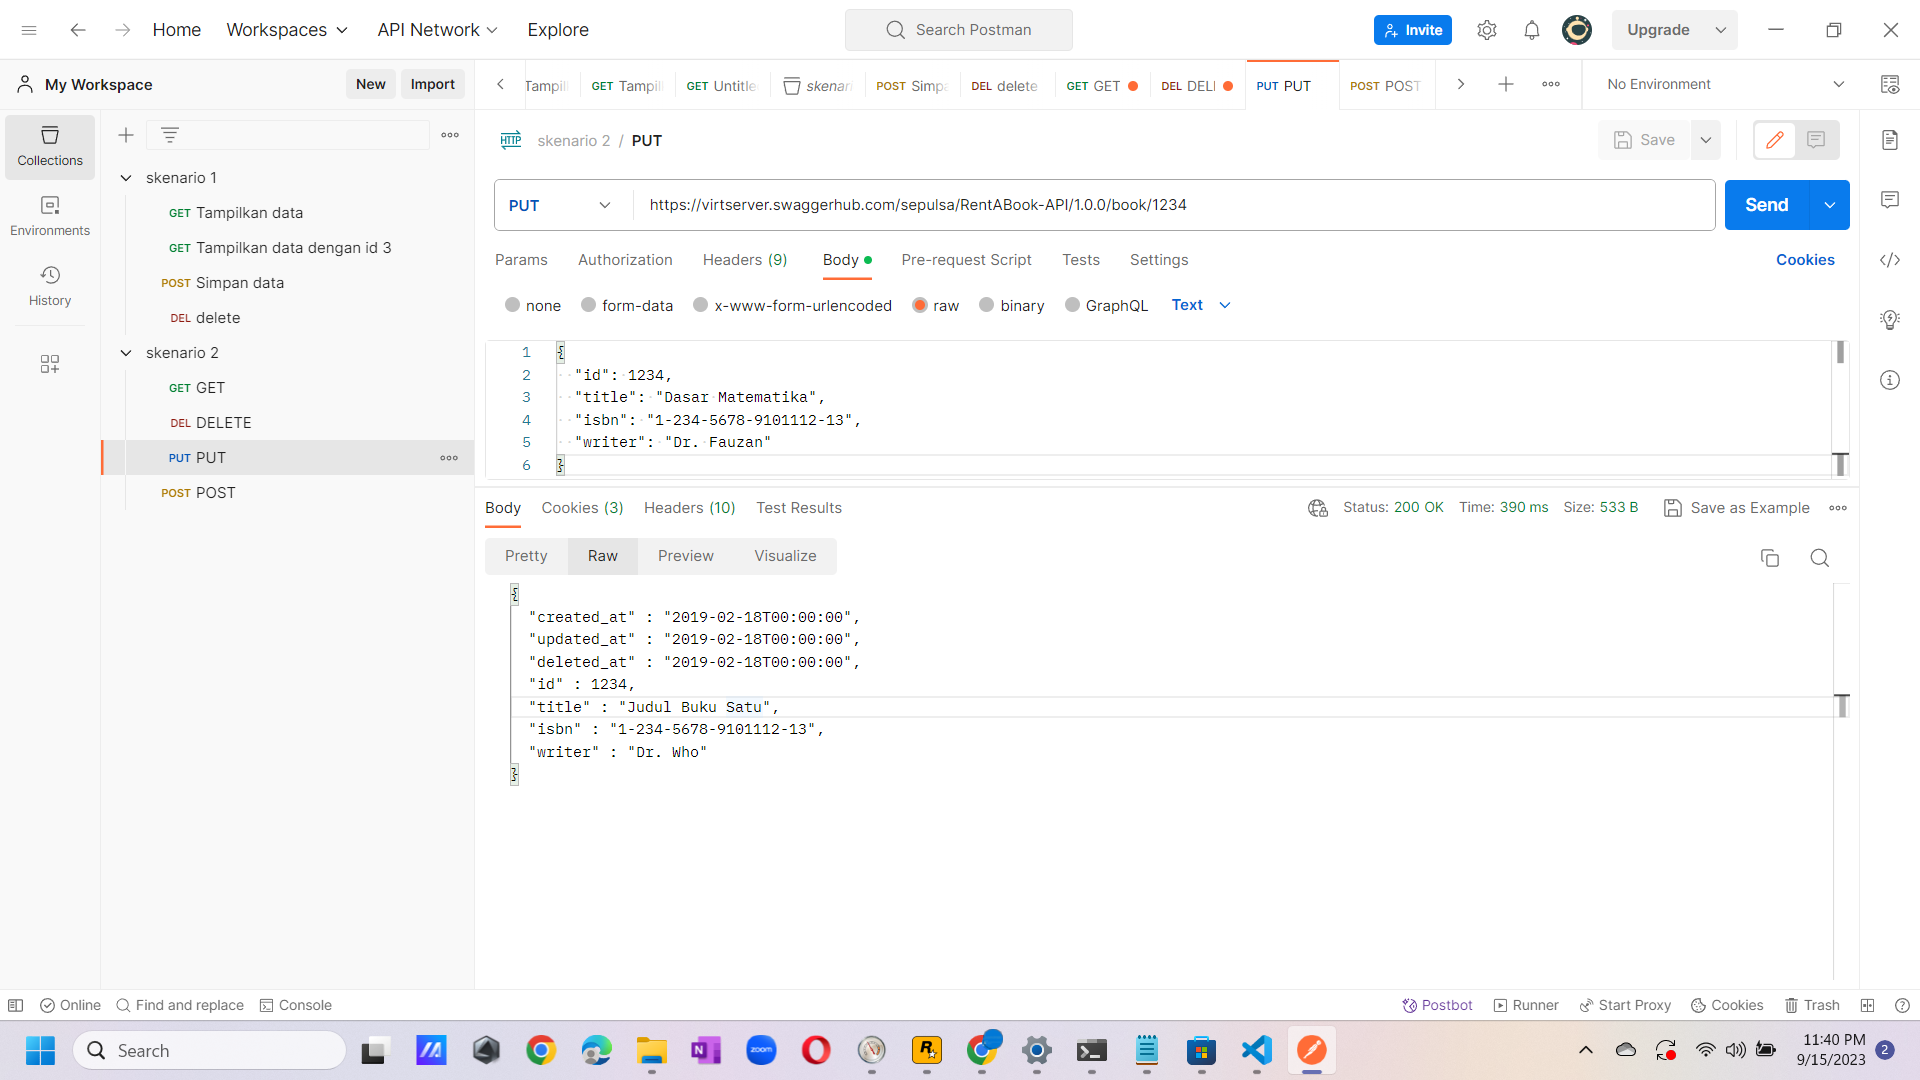 Home
Workspaces
API Network
Explore
Search Postman
Invite
Upgrade
My Workspace
New
Import
Tampil
GET Tampil
GET Untitle
skenari
POST Simpa
DEL delete
GET GET
DEL DEL
PUT PUT
POST POST
No Environment
Collections
Environments
History
skenario 1
GET Tampilkan data
GET Tampilkan data dengan id 3
POST Simpan data
DEL delete
skenario 2
GET GET
DEL DELETE
PUT PUT
POST POST
HTTP
skenario 2 / PUT
Save
PUT
https://virtserver.swaggerhub.com/sepulsa/RentABook-API/1.0.0/book/1234
Send
Params
Authorization
Headers (9)
Body
Pre-request Script
Tests
Settings
Cookies
none
form-data
x-www-form-urlencoded
raw
binary
GraphQL
Text
1 {
2 "id": 1234,
3 "title": "Dasar Matematika",
4 "isbn": "1-234-5678-9101112-13",
5 "writer": "Dr. Fauzan"
6 }
Body
Cookies (3)
Headers (10)
Test Results
Status: 200 OK
Time: 390 ms
Size: 533 B
Save as Example
Pretty
Raw
Preview
Visualize
{
"created_at" : "2019-02-18T00:00:00",
"updated_at" : "2019-02-18T00:00:00",
"deleted_at" : "2019-02-18T00:00:00",
"id" : 1234,
"title" : "Judul Buku Satu",
"isbn" : "1-234-5678-9101112-13",
"writer" : "Dr. Who"
}
Online
Find and replace
Console
Postbot
Runner
Start Proxy
Cookies
Trash
Search
zoom
11:40 PM
9/15/2023
2